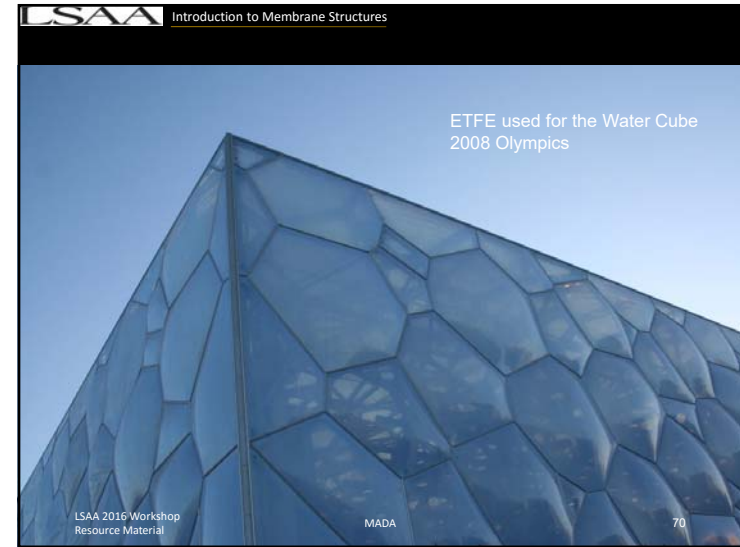 LSAA Introduction to Membrane Structures
ETFE used for the Water Cube
2008 Olympics
LSAA 2016 Workshop
Resource Material
MADA
70